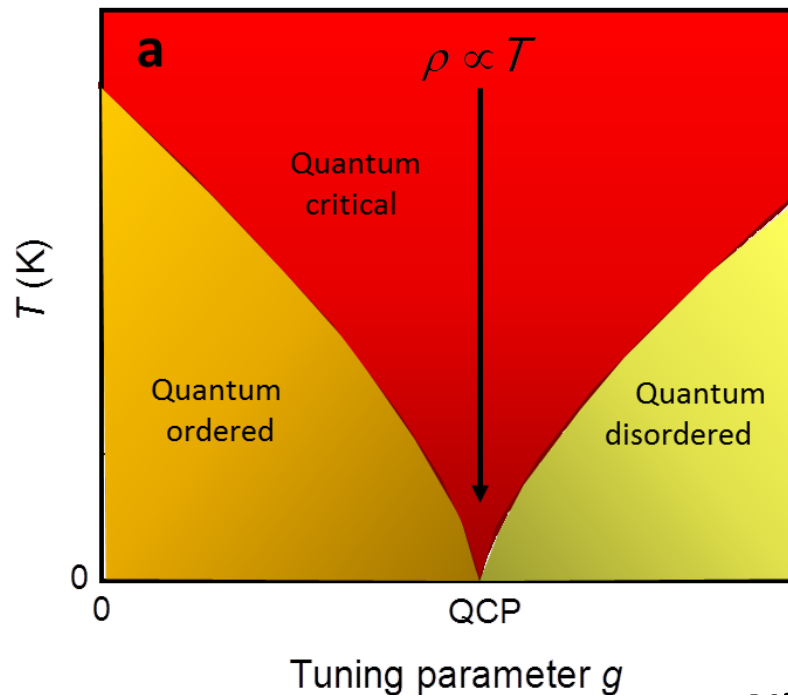 a
ρ ∝ T
Quantum
critical
T (K)
Quantum
ordered
Quantum
disordered
0
0
QCP
Tuning parameter g